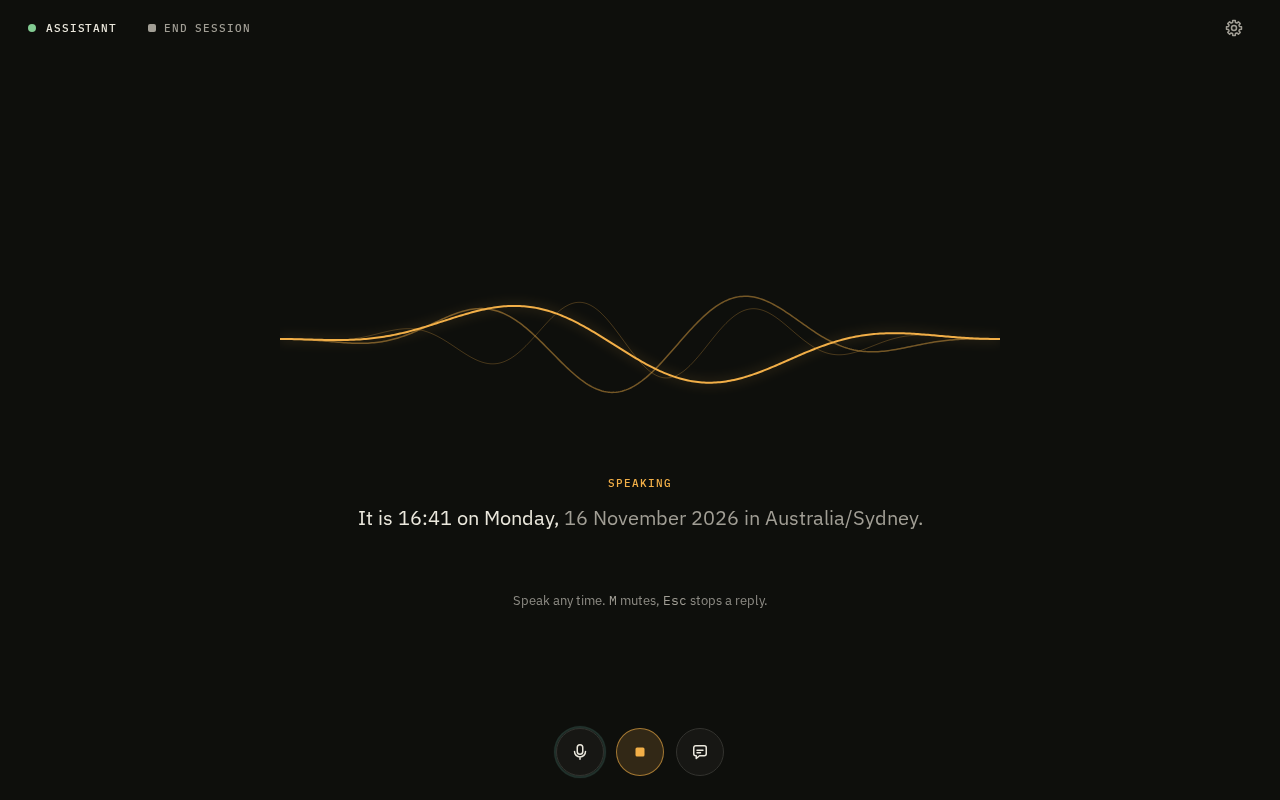 ASSISTANT
END SESSION
SPEAKING
It is 16:41 on Monday, 16 November 2026 in Australia/Sydney.
Speak any time. M mutes, Esc stops a reply.